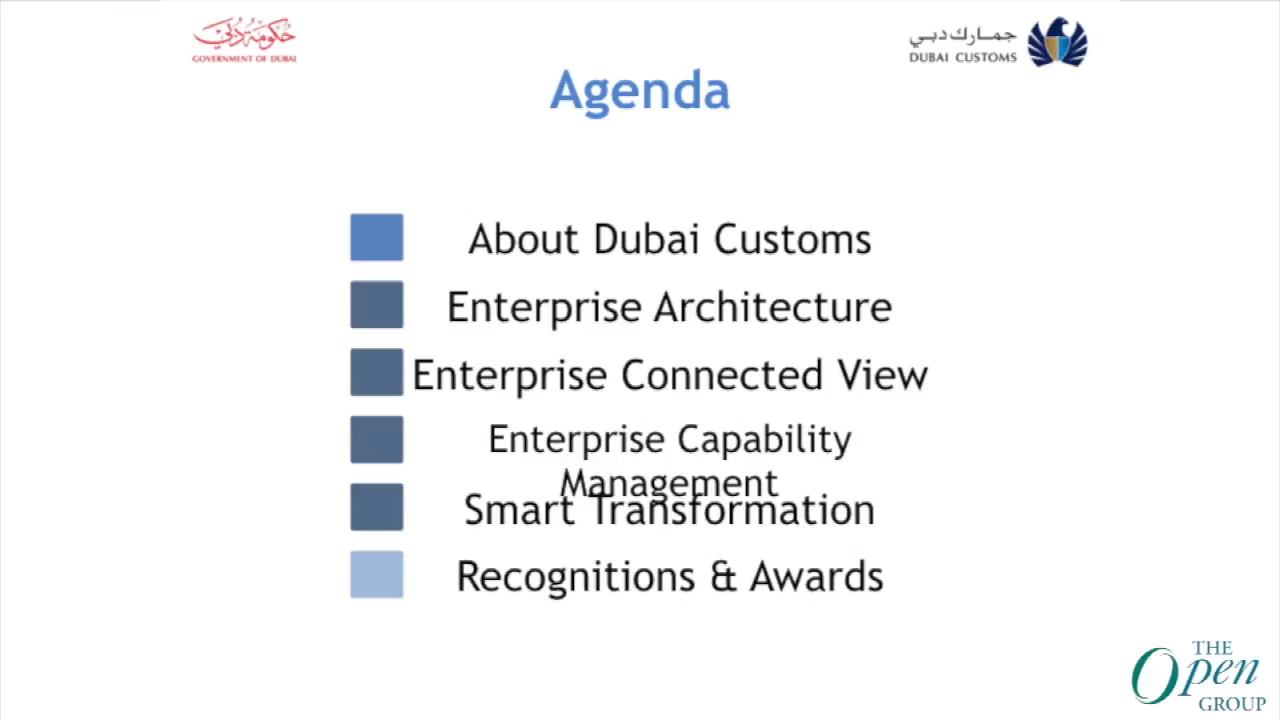 حكومة دبي
GOVERNMENT OF DUBAI
جمارك دبي
DUBAI CUSTOMS
Agenda
About Dubai Customs
Enterprise Architecture
Enterprise Connected View
Enterprise Capability
Management
Smart Transformation
Recognitions & Awards
THE
Open
GROUP